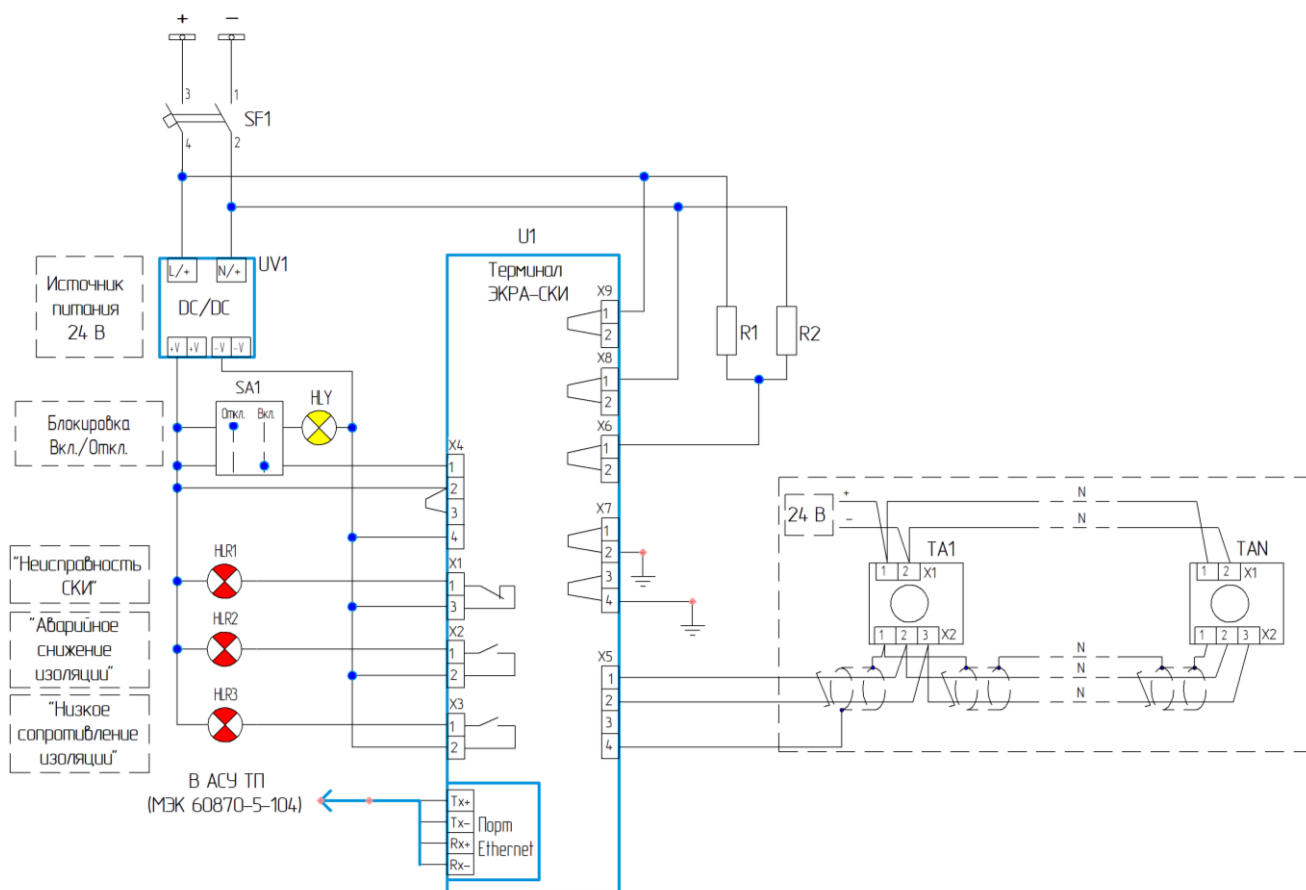 + −
3 1
SF1
4 2
U1
L/+ N/+ UV1
Источник
питания
24 В
DC/DC
+V +V -V -V
Терминал
ЭКРА-СКИ
X9
1
2
R1 R2
X8
1
2
SA1
Откл. Вкл.
HLY
Блокировка
Вкл./Откл.
X4
1
2
3
4
X6
1
2
X7
1
2
3
4
24 В
+
−
N
N
TA1
1 2 X1
1 2 3 X2
TAN
1 2 X1
1 2 3 X2
"Неисправность
СКИ"
HLR1
X1
1
3
"Аварийное
снижение
изоляции"
HLR2
X2
1
2
X5
1
2
3
4
N
N
N
"Низкое
сопротивление
изоляции"
HLR3
X3
1
2
В АСУ ТП
(МЭК 60870-5-104)
Tx+
Tx-
Rx+
Rx-
Порт
Ethernet